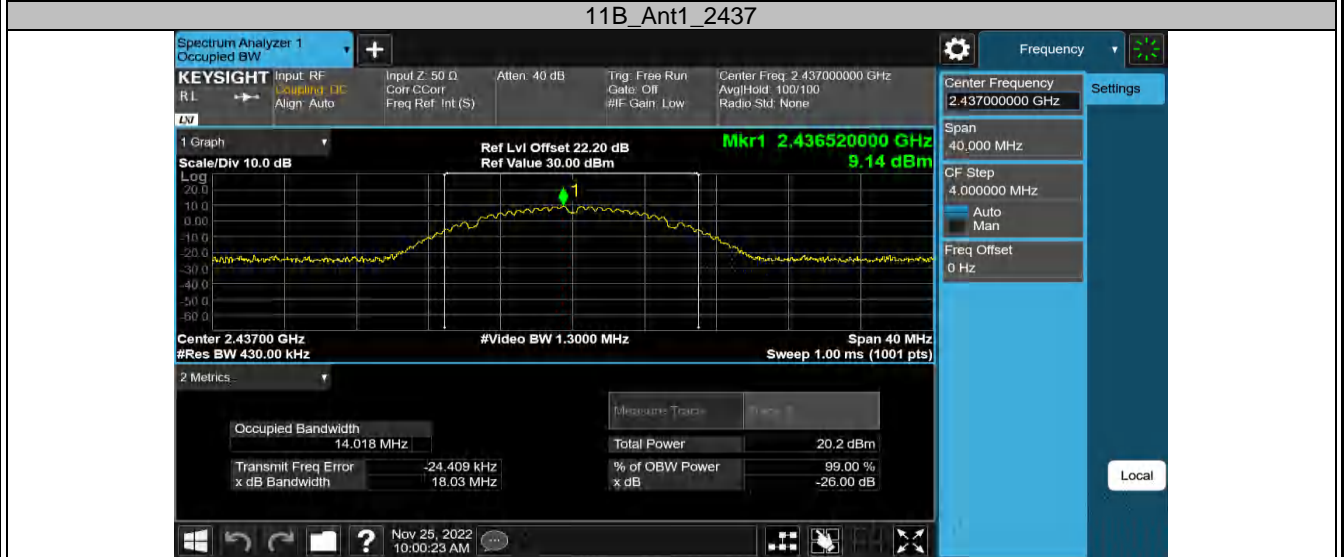 11B_Ant1_2437
Spectrum Analyzer 1
Occupied BW
+
Frequency
KEYSIGHT
RL
LXI
Input: RF
Coupling: DC
Align: Auto
Input Z: 50 Ω
Corr CCorr
Freq Ref: Int (S)
Atten: 40 dB
Trig: Free Run
Gate: Off
#IF Gain: Low
Center Freq: 2.437000000 GHz
Avg|Hold: 100/100
Radio Std: None
Center Frequency
2.437000000 GHz
Settings
Span
40.000 MHz
CF Step
4.000000 MHz
Auto
Man
Freq Offset
0 Hz
1 Graph
Scale/Div 10.0 dB
Ref Lvl Offset 22.20 dB
Ref Value 30.00 dBm
Mkr1 2.436520000 GHz
9.14 dBm
Log
20.0
10.0
0.00
-10.0
-20.0
-30.0
-40.0
-50.0
-60.0
1
Center 2.43700 GHz
#Res BW 430.00 kHz
#Video BW 1.3000 MHz
Span 40 MHz
Sweep 1.00 ms (1001 pts)
2 Metrics
Measure Trace
Occupied Bandwidth
14.018 MHz
Total Power 20.2 dBm
Transmit Freq Error -24.409 kHz
x dB Bandwidth 18.03 MHz
% of OBW Power 99.00 %
x dB -26.00 dB
Local
?
Nov 25, 2022
10:00:23 AM